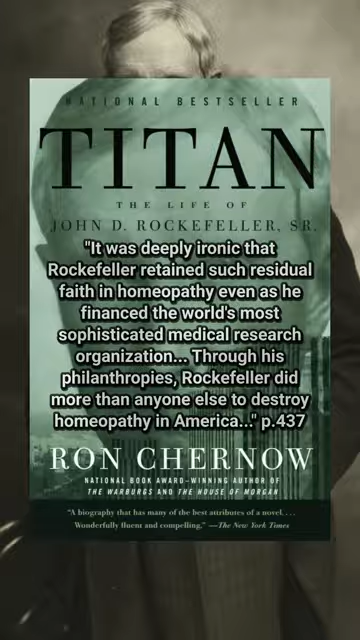 NATIONAL BESTSELLER
TITAN
THE LIFE OF
JOHN D. ROCKEFELLER, SR.
"It was deeply ironic that
Rockefeller retained such residual
faith in homeopathy even as he
financed the world's most
sophisticated medical research
organization... Through his
philanthropies, Rockefeller did
more than anyone else to destroy
homeopathy in America..." p.437
RON CHERNOW
NATIONAL BOOK AWARD–WINNING AUTHOR OF
THE WARBURGS AND THE HOUSE OF MORGAN
"A biography that has many of the best attributes of a novel. . . .
Wonderfully fluent and compelling." —The New York Times